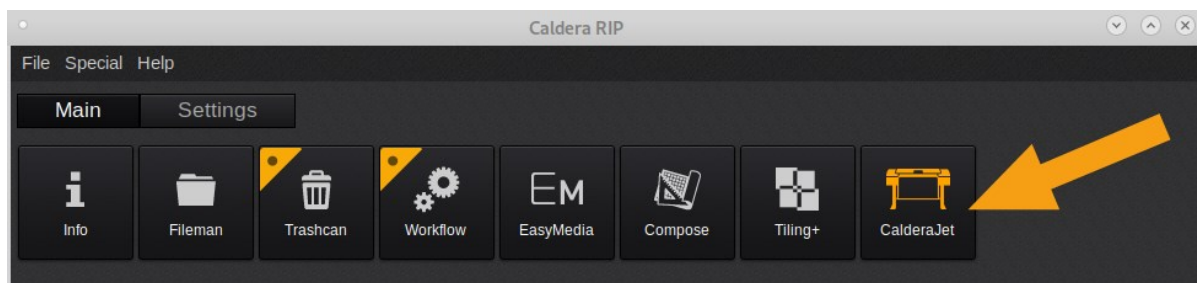 Caldera RIP
File Special Help
Main Settings
Info Fileman Trashcan Workflow EasyMedia Compose Tiling+ CalderaJet